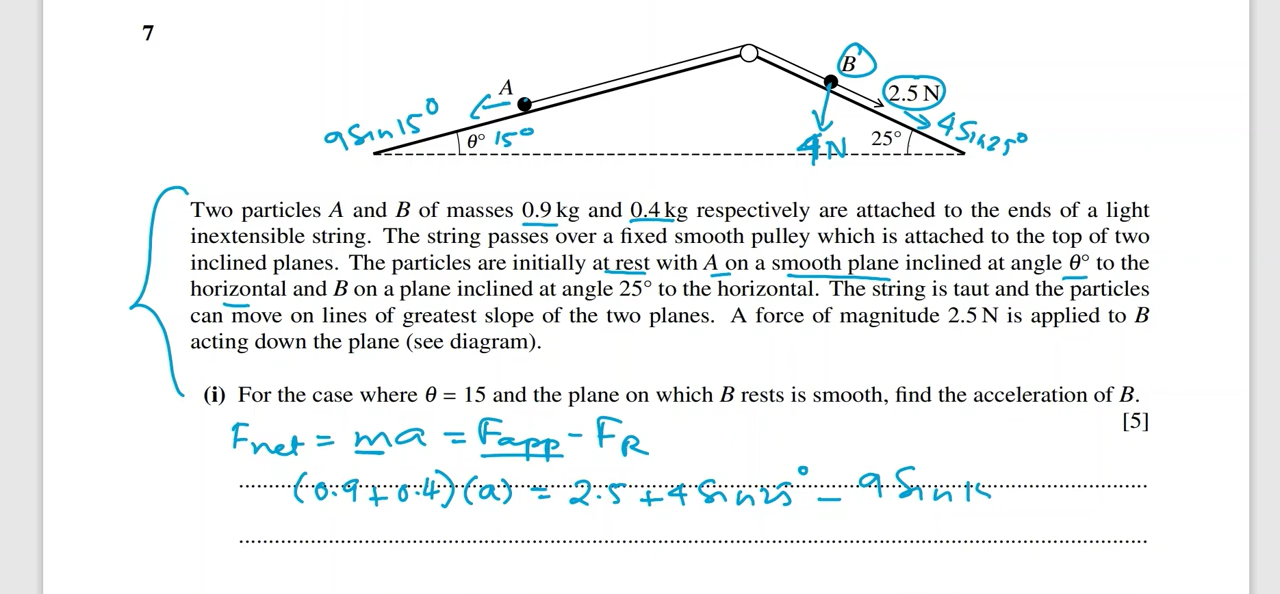 7
A
B
2.5 N
9 Sin 15°
θ° 15°
4N
25°
4 Sin 25°
Two particles A and B of masses 0.9 kg and 0.4 kg respectively are attached to the ends of a light
inextensible string. The string passes over a fixed smooth pulley which is attached to the top of two
inclined planes. The particles are initially at rest with A on a smooth plane inclined at angle θ° to the
horizontal and B on a plane inclined at angle 25° to the horizontal. The string is taut and the particles
can move on lines of greatest slope of the two planes. A force of magnitude 2.5 N is applied to B
acting down the plane (see diagram).
(i) For the case where θ = 15 and the plane on which B rests is smooth, find the acceleration of B.
[5]
Fnet = ma = Fapp - FR
(0.9 + 0.4)(a) = 2.5 + 4 Sin 25° - 9 Sin 15